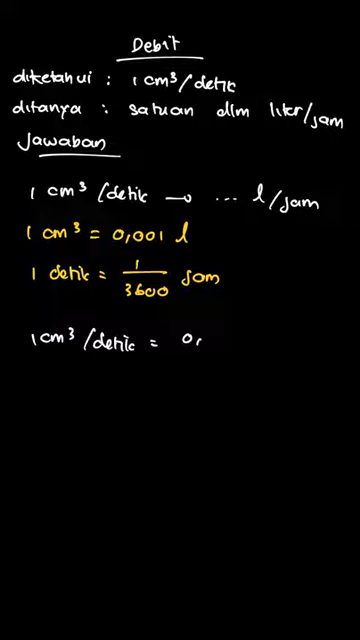 Debit
diketahui : 1 cm³/detik
ditanya : satuan dlm liter/jam
Jawaban
1 cm³/detik → ... l/jam
1 cm³ = 0,001 l
1 detik = 1/3600 jam
1 cm³/detik = 0,